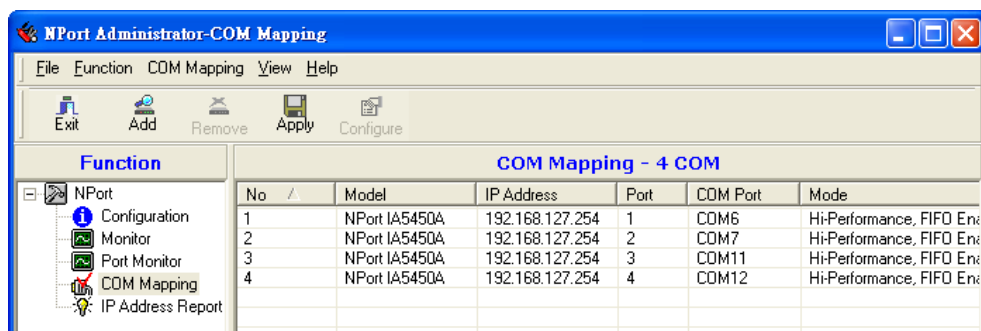 NPort Administrator-COM Mapping
File Function COM Mapping View Help
Exit Add Remove Apply Configure
Function
COM Mapping - 4 COM
NPort
Configuration
Monitor
Port Monitor
COM Mapping
IP Address Report
No Model IP Address Port COM Port Mode
1 NPort IA5450A 192.168.127.254 1 COM6 Hi-Performance, FIFO Ena
2 NPort IA5450A 192.168.127.254 2 COM7 Hi-Performance, FIFO Ena
3 NPort IA5450A 192.168.127.254 3 COM11 Hi-Performance, FIFO Ena
4 NPort IA5450A 192.168.127.254 4 COM12 Hi-Performance, FIFO Ena